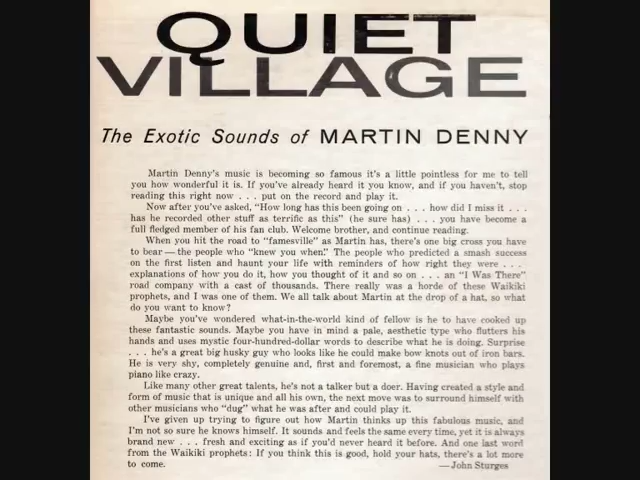 QUIET
VILLAGE
The Exotic Sounds of MARTIN DENNY
Martin Denny's music is becoming so famous it's a little pointless for me to tell
you how wonderful it is. If you've already heard it you know, and if you haven't, stop
reading this right now . . . put on the record and play it.
Now after you've asked, "How long has this been going on . . . how did I miss it . . .
has he recorded other stuff as terrific as this" (he sure has) . . . you have become a
full fledged member of his fan club. Welcome brother, and continue reading.
When you hit the road to "famesville" as Martin has, there's one big cross you have
to bear — the people who "knew you when." The people who predicted a smash success
on the first listen and haunt your life with reminders of how right they were . . .
explanations of how you do it, how you thought of it and so on . . . an "I Was There"
road company with a cast of thousands. There really was a horde of these Waikiki
prophets, and I was one of them. We all talk about Martin at the drop of a hat, so what
do you want to know?
Maybe you've wondered what-in-the-world kind of fellow is he to have cooked up
these fantastic sounds. Maybe you have in mind a pale, aesthetic type who flutters his
hands and uses mystic four-hundred-dollar words to describe what he is doing. Surprise
. . . he's a great big husky guy who looks like he could make bow knots out of iron bars.
He is very shy, completely genuine and, first and foremost, a fine musician who plays
piano like crazy.
Like many other great talents, he's not a talker but a doer. Having created a style and
form of music that is unique and all his own, the next move was to surround himself with
other musicians who "dug" what he was after and could play it.
I've given up trying to figure out how Martin thinks up this fabulous music, and
I'm not so sure he knows himself. It sounds and feels the same every time, yet it is always
brand new . . . fresh and exciting as if you'd never heard it before. And one last word
from the Waikiki prophets: If you think this is good, hold your hats, there's a lot more
to come. — John Sturges